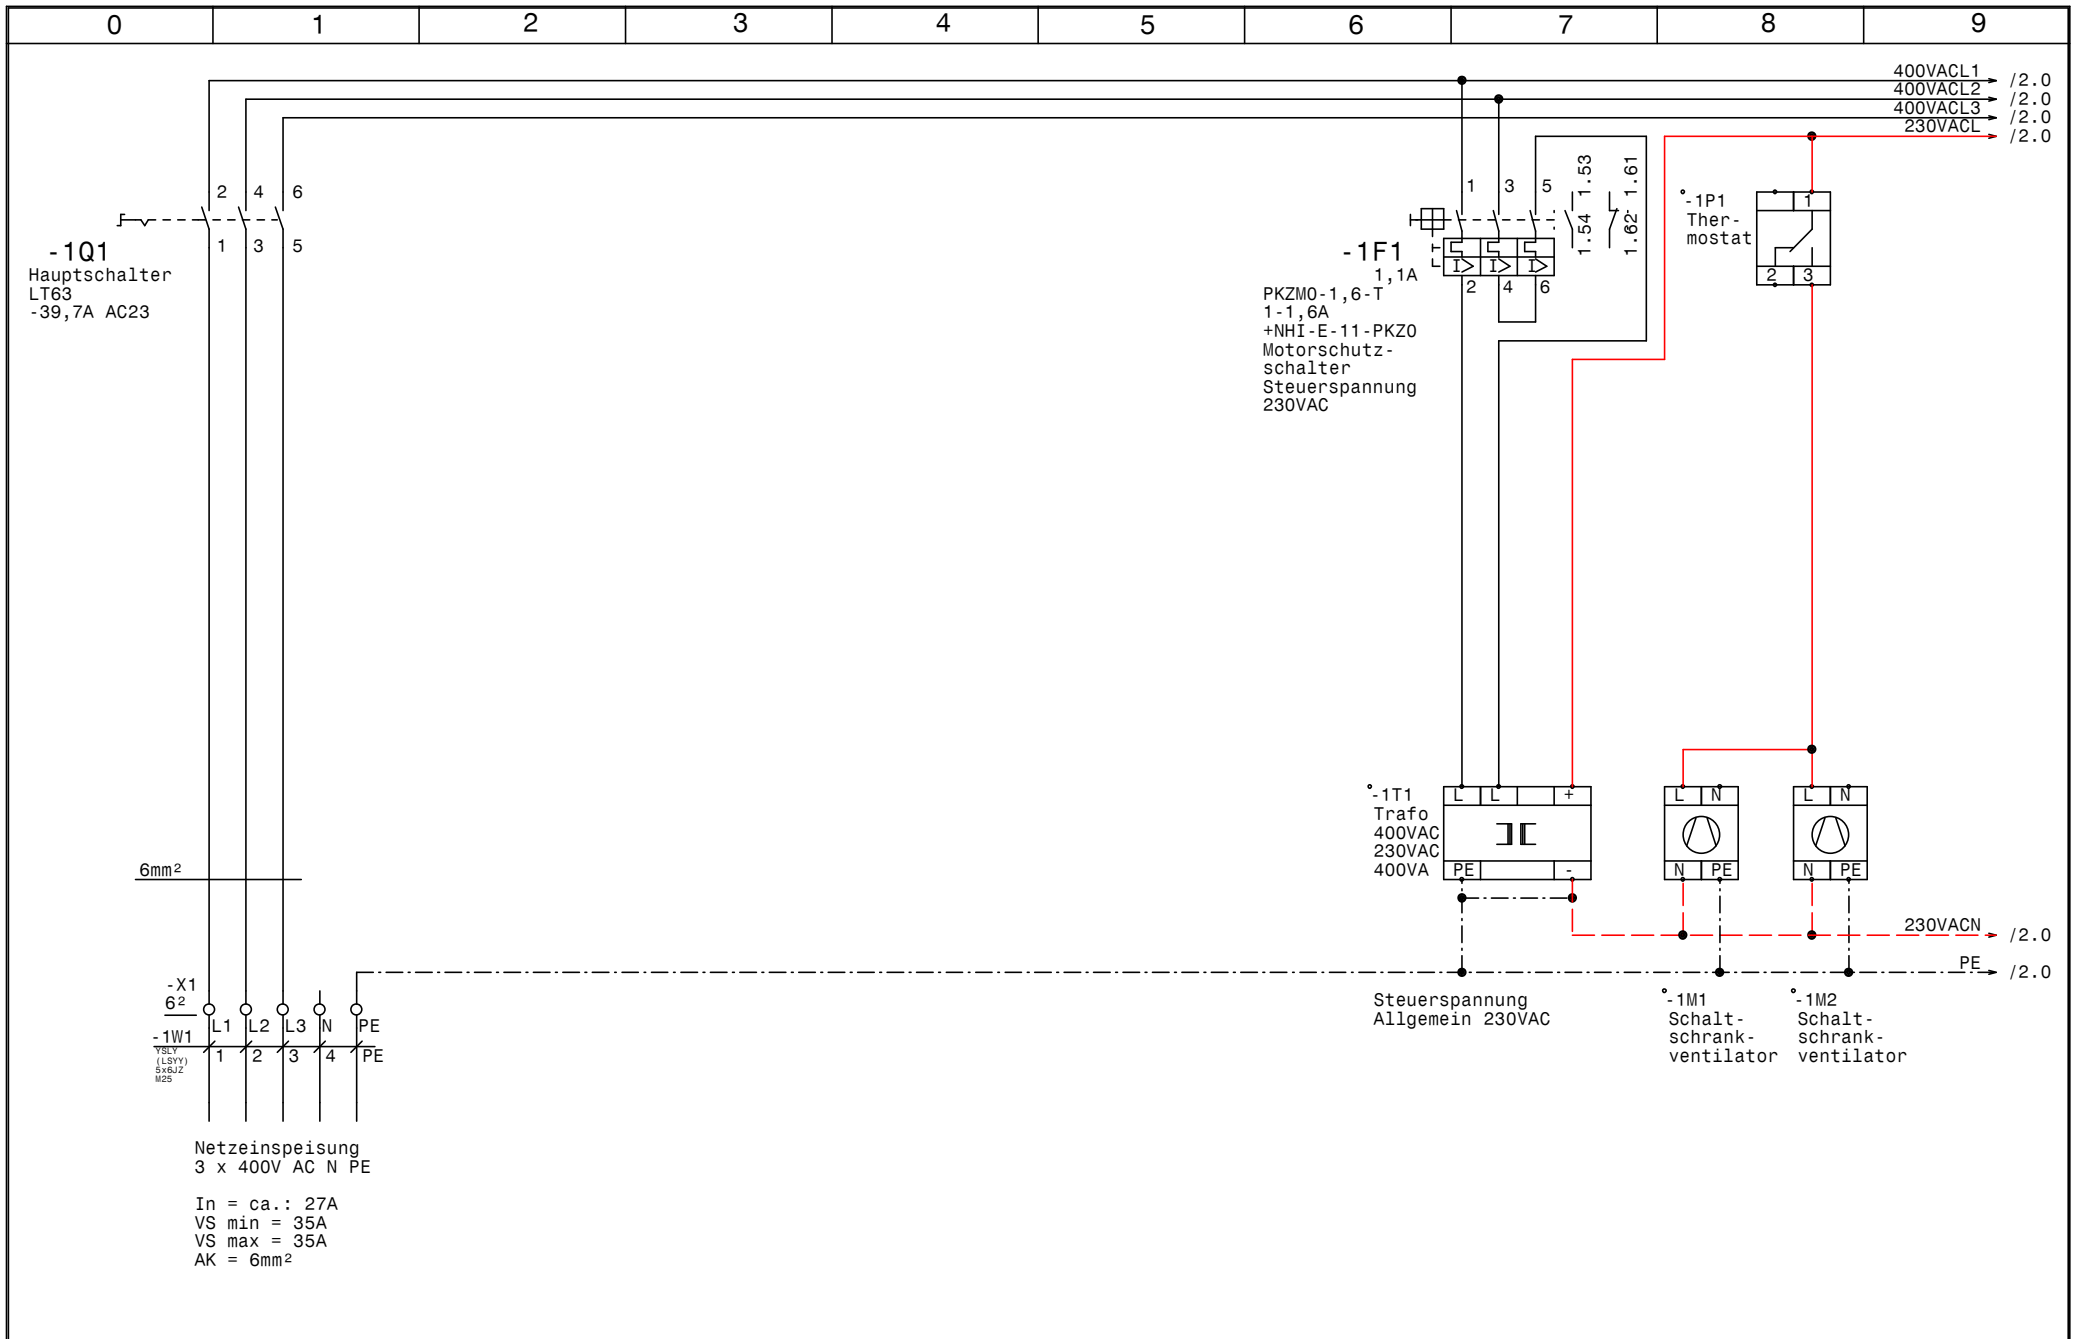 0 1 2 3 4 5 6 7 8 9
400VACL1 /2.0
400VACL2 /2.0
400VACL3 /2.0
230VACL /2.0
2 4 6
1 3 5
-1Q1
Hauptschalter
LT63
-39,7A AC23
1 3 5
1.54 1.53
1.62 1.61
I> I> I>
2 4 6
-1F1
1,1A
PKZM0-1,6-T
1-1,6A
+NHI-E-11-PKZ0
Motorschutz-
schalter
Steuerspannung
230VAC
-1P1
Ther-
mostat
1
2 3
-1T1
Trafo
400VAC
230VAC
400VA
L L +
PE -
L N
N PE
L N
N PE
6mm²
230VACN /2.0
PE /2.0
-X1
6²
L1 L2 L3 N PE
-1W1
YSLY
(LSYY)
5x6JZ
M25
1 2 3 4 PE
Steuerspannung
Allgemein 230VAC
-1M1
Schalt-
schrank-
ventilator
-1M2
Schalt-
schrank-
ventilator
Netzeinspeisung
3 x 400V AC N PE
In = ca.: 27A
VS min = 35A
VS max = 35A
AK = 6mm²